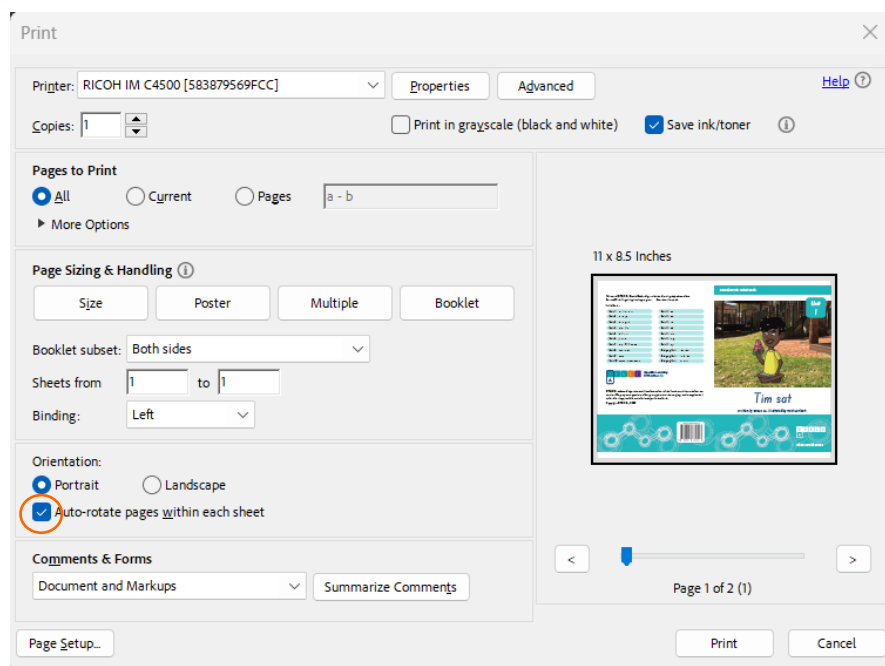 Print
Printer: RICOH IM C4500 [583879569FCC] Properties Advanced Help
Copies: 1 Print in grayscale (black and white) Save ink/toner
Pages to Print
All Current Pages a - b
More Options
Page Sizing & Handling
Size Poster Multiple Booklet
Booklet subset: Both sides
Sheets from 1 to 1
Binding: Left
Orientation:
Portrait Landscape
Auto-rotate pages within each sheet
Comments & Forms
Document and Markups Summarize Comments
11 x 8.5 Inches
Unit
1
Tim sat
< >
Page 1 of 2 (1)
Page Setup... Print Cancel